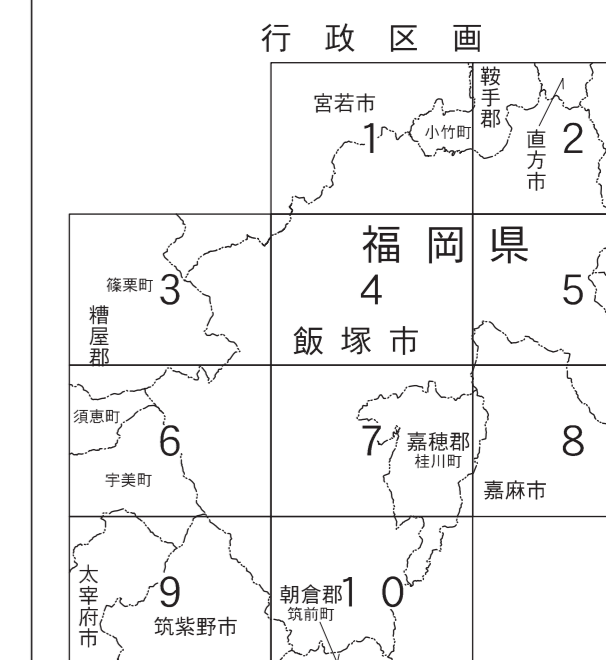 行政区画
宮若市
鞍手郡
小竹町
1
直方市
2
福岡県
篠栗町
3
糟屋郡
4
5
飯塚市
須恵町
6
宇美町
7
嘉穂郡
桂川町
8
嘉麻市
太宰府市
9
筑紫野市
朝倉郡
筑前町
10